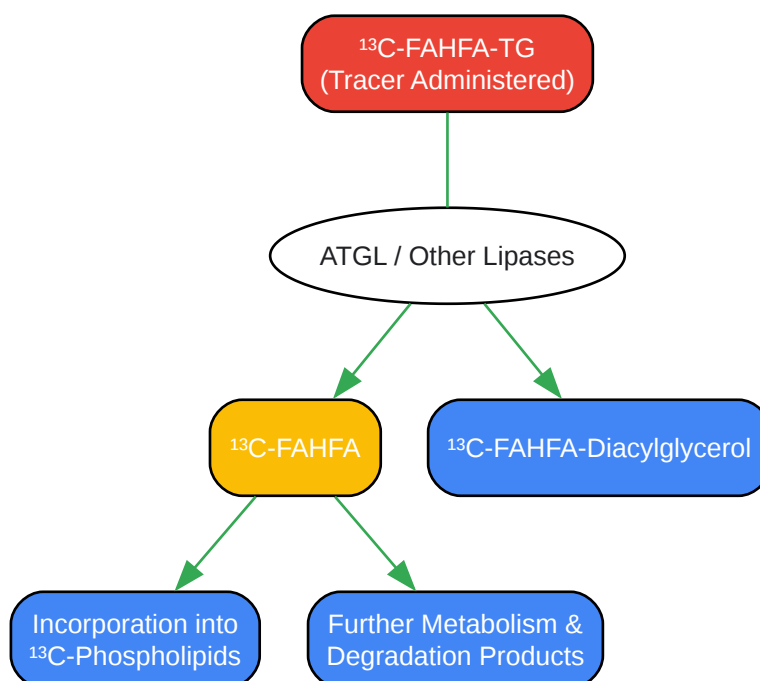 ¹³C-FAHFA-TG
(Tracer Administered)
ATGL / Other Lipases
¹³C-FAHFA
¹³C-FAHFA-Diacylglycerol
Incorporation into
¹³C-Phospholipids
Further Metabolism &
Degradation Products